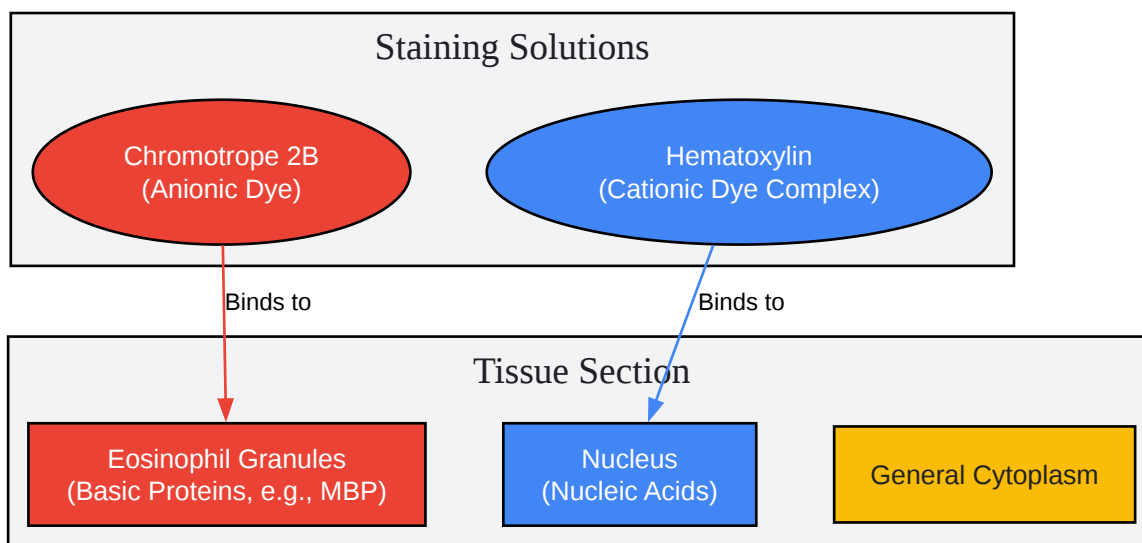 Staining Solutions
Chromotrope 2B
(Anionic Dye)
Hematoxylin
(Cationic Dye Complex)
Binds to
Binds to
Tissue Section
Eosinophil Granules
(Basic Proteins, e.g., MBP)
Nucleus
(Nucleic Acids)
General Cytoplasm